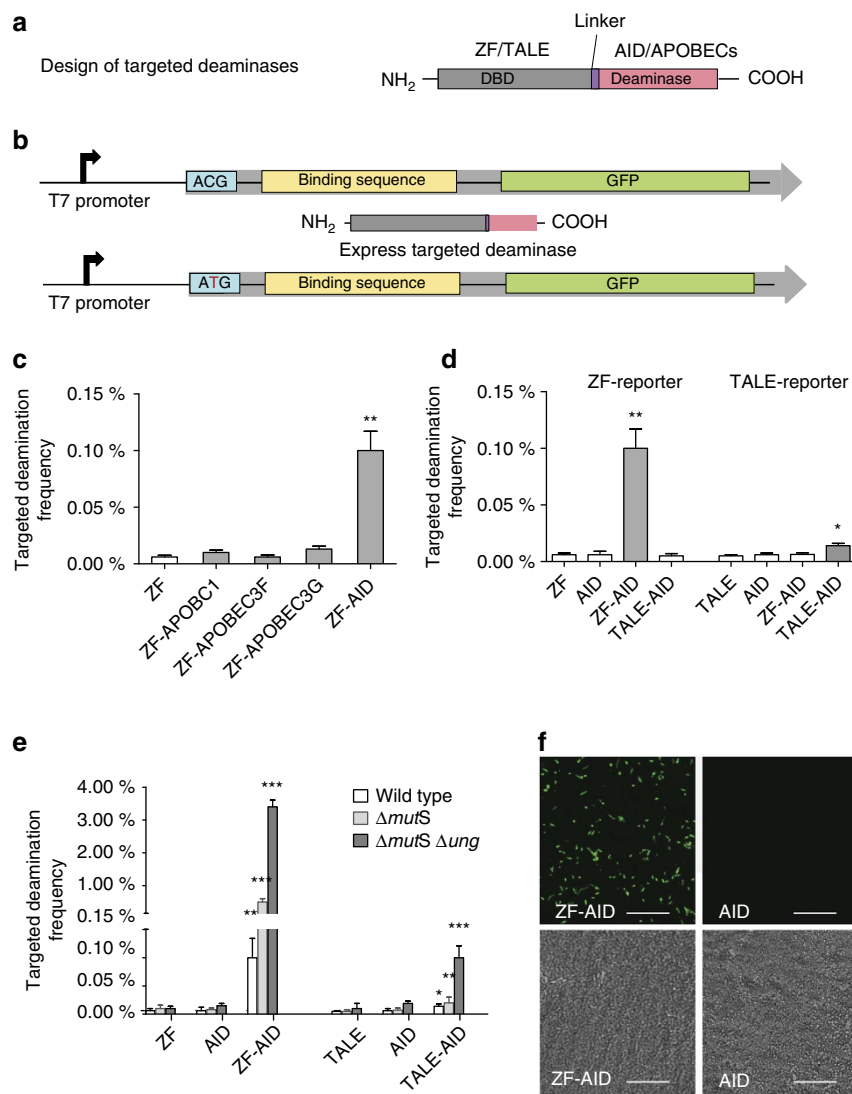 a
Design of targeted deaminases
ZF/TALE
Linker
AID/APOBECs
NH2
DBD
Deaminase
COOH
b
ACG
Binding sequence
GFP
T7 promoter
NH2
COOH
Express targeted deaminase
ATG
Binding sequence
GFP
T7 promoter
c
Targeted deamination
frequency
0.15 %
0.10 %
0.05 %
0.00 %
**
ZF
ZF-APOBC1
ZF-APOBEC3F
ZF-APOBEC3G
ZF-AID
d
Targeted deamination
frequency
ZF-reporter
TALE-reporter
0.15 %
0.10 %
0.05 %
0.00 %
**
*
ZF
AID
ZF-AID
TALE-AID
TALE
AID
ZF-AID
TALE-AID
e
Targeted deamination
frequency
4.00 %
3.00 %
2.00 %
1.00 %
0.15 %
0.10 %
0.05 %
0.00 %
Wild type
ΔmutS
ΔmutS Δung
**
***
***
*
**
***
ZF
AID
ZF-AID
TALE
AID
TALE-AID
f
ZF-AID
AID
ZF-AID
AID